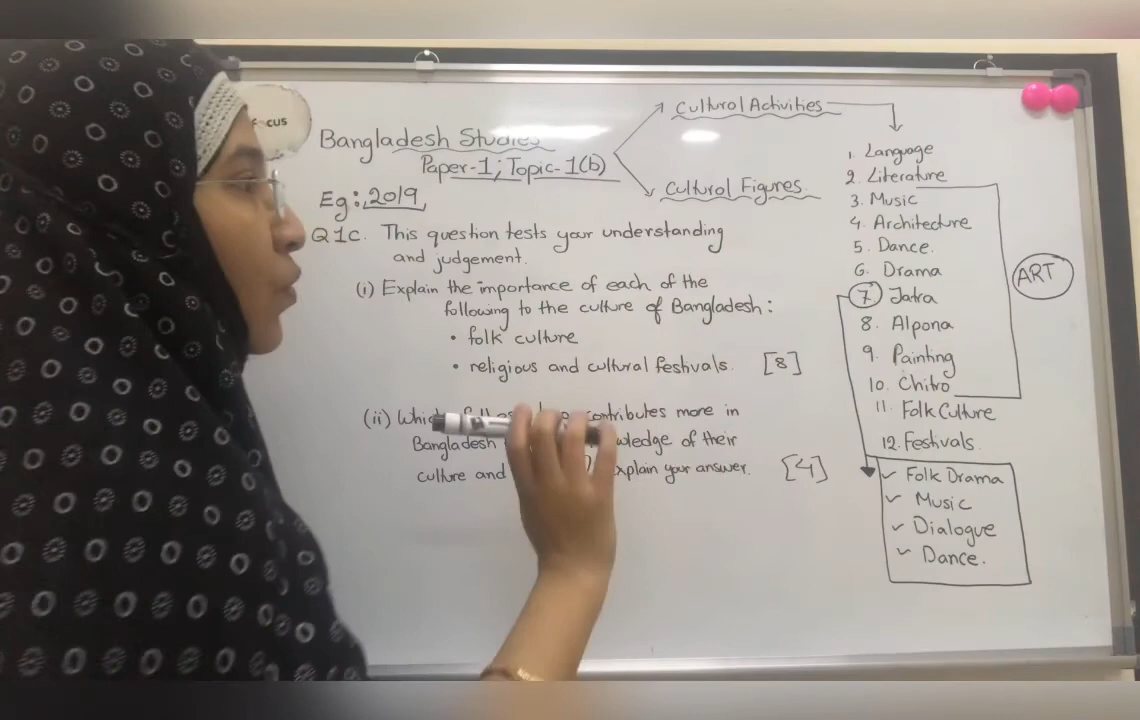 cus
Bangladesh Studies
Paper-1; Topic-1(b)
Cultural Activities
Cultural Figures
Eg: 2019
Q1c. This question tests your understanding
and judgement.
(i) Explain the importance of each of the
following to the culture of Bangladesh:
• folk culture
• religious and cultural festivals. [8]
(ii) contributes more in
Bangladesh of their
culture and explain your answer. [4]
1. Language
2. Literature
3. Music
4. Architecture
5. Dance.
6. Drama
7 Jatra
8. Alpona
9. Painting
10. Chitro
11. Folk Culture
12. Festivals.
ART
✓ Folk Drama
✓ Music
✓ Dialogue
✓ Dance.